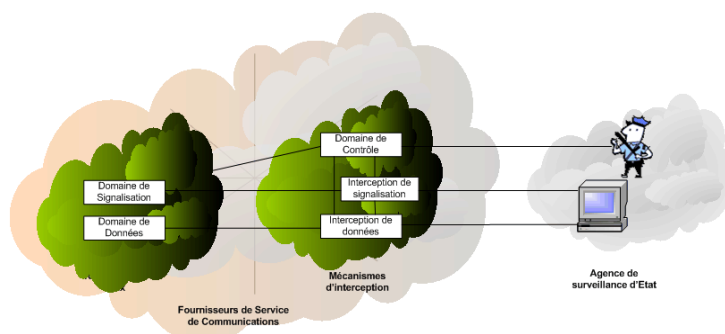 Domaine de
Contrôle
Domaine de
Signalisation
Interception de
signalisation
Domaine de
Données
Interception de
données
Mécanismes
d'interception
Agence de
surveillance d'Etat
Fournisseurs de Service
de Communications